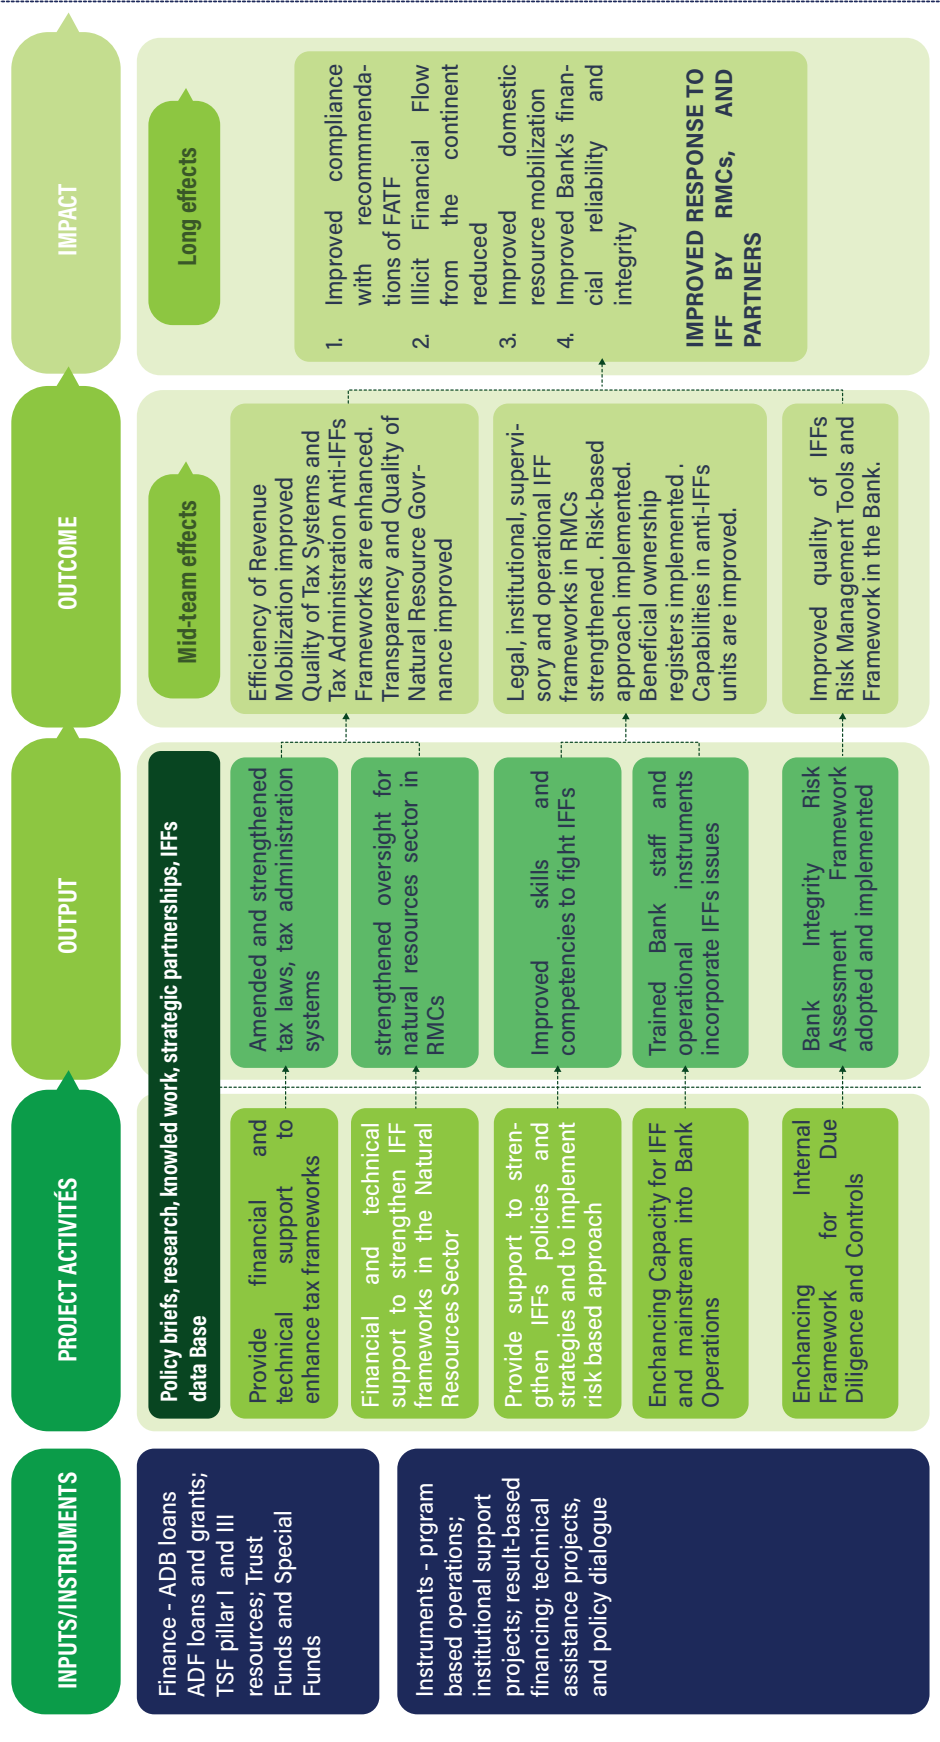 INPUTS/INSTRUMENTS
PROJECT ACTIVITÉS
OUTPUT
OUTCOME
IMPACT
Finance - ADB loans
ADF loans and grants;
TSF pillar I and III
resources; Trust
Funds and Special
Funds
Instruments - prgram
based operations;
institutional support
projects; result-based
financing; technical
assistance projects,
and policy dialogue
Policy briefs, research, knowled work, strategic partnerships, IFFs
data Base
Provide financial and
technical support to
enhance tax frameworks
Financial and technical
support to strengthen IFF
frameworks in the Natural
Resources Sector
Provide support to stren-
gthen IFFs policies and
strategies and to implement
risk based approach
Enchancing Capacity for IFF
and mainstream into Bank
Operations
Enchancing Internal
Framework for Due
Diligence and Controls
Amended and strengthened
tax laws, tax administration
systems
strengthened oversight for
natural resources sector in
RMCs
Improved skills and
competencies to fight IFFs
Trained Bank staff and
operational instruments
incorporate IFFs issues
Bank Integrity Risk
Assessment Framework
adopted and implemented
Mid-team effects
Efficiency of Revenue
Mobilization improved
Quality of Tax Systems and
Tax Administration Anti-IFFs
Frameworks are enhanced.
Transparency and Quality of
Natural Resource Govr-
nance improved
Legal, institutional, supervi-
sory and operational IFF
frameworks in RMCs
strengthened . Risk-based
approach implemented.
Beneficial ownership
registers implemented .
Capabilities in anti-IFFs
units are improved.
Improved quality of IFFs
Risk Management Tools and
Framework in the Bank.
Long effects
1. Improved compliance
with recommmenda-
tions of FATF
2. Illicit Financial Flow
from the continent
reduced
3. Improved domestic
resource mobilization
4. Improved Bank's finan-
cial reliability and
integrity
IMPROVED RESPONSE TO
IFF BY RMCs, AND
PARTNERS